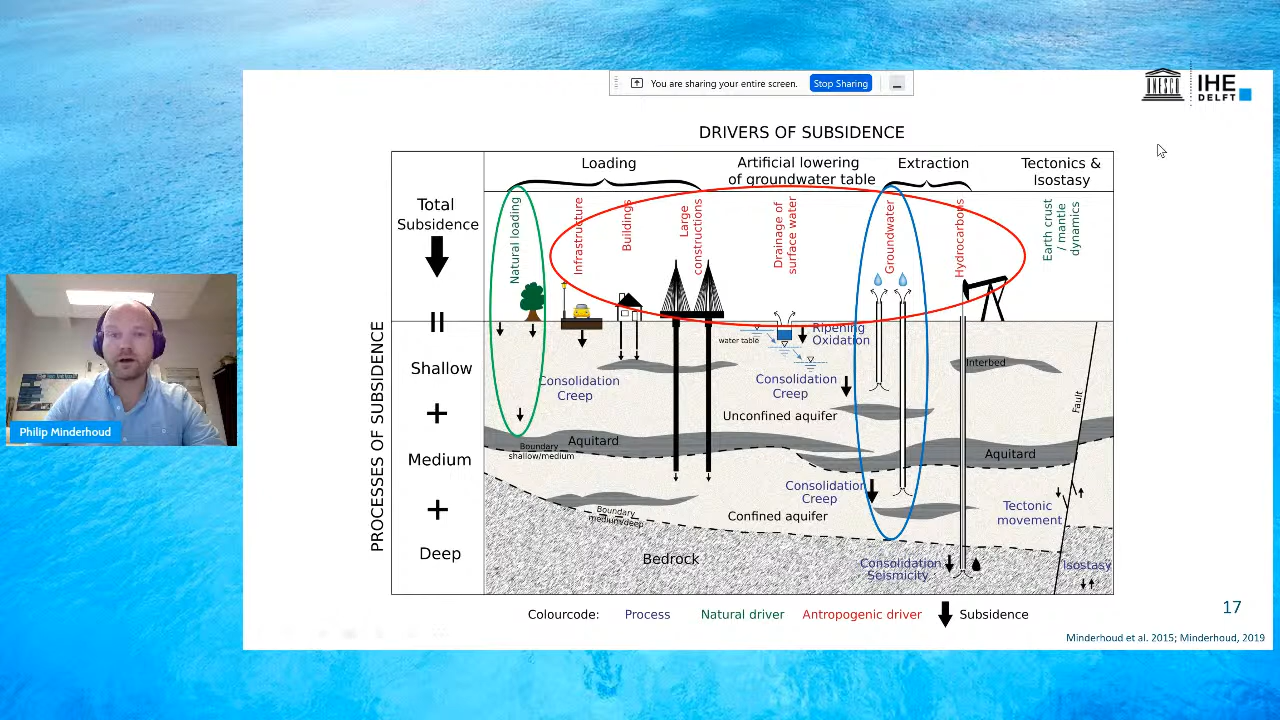 You are sharing your entire screen.
Stop Sharing
UNESCO
IHE
DELFT
DRIVERS OF SUBSIDENCE
Loading
Artificial lowering
of groundwater table
Extraction
Tectonics &
Isostasy
Total
Subsidence
Natural loading
Infrastructure
Buildings
Large
constructions
Drainage of
surface water
Groundwater
Hydrocarbons
Earth crust
/ mantle
dynamics
PROCESSES OF SUBSIDENCE
=
Shallow
+
Medium
+
Deep
water table
Ripening
Oxidation
Consolidation
Creep
Consolidation
Creep
Interbed
Fault
Unconfined aquifer
Aquitard
Boundary
shallow/medium
Aquitard
Consolidation
Creep
Boundary
medium/deep
Confined aquifer
Tectonic
movement
Bedrock
Consolidation
Seismicity
Isostasy
Colourcode: Process Natural driver Antropogenic driver Subsidence
17
Minderhoud et al. 2015; Minderhoud, 2019
Philip Minderhoud